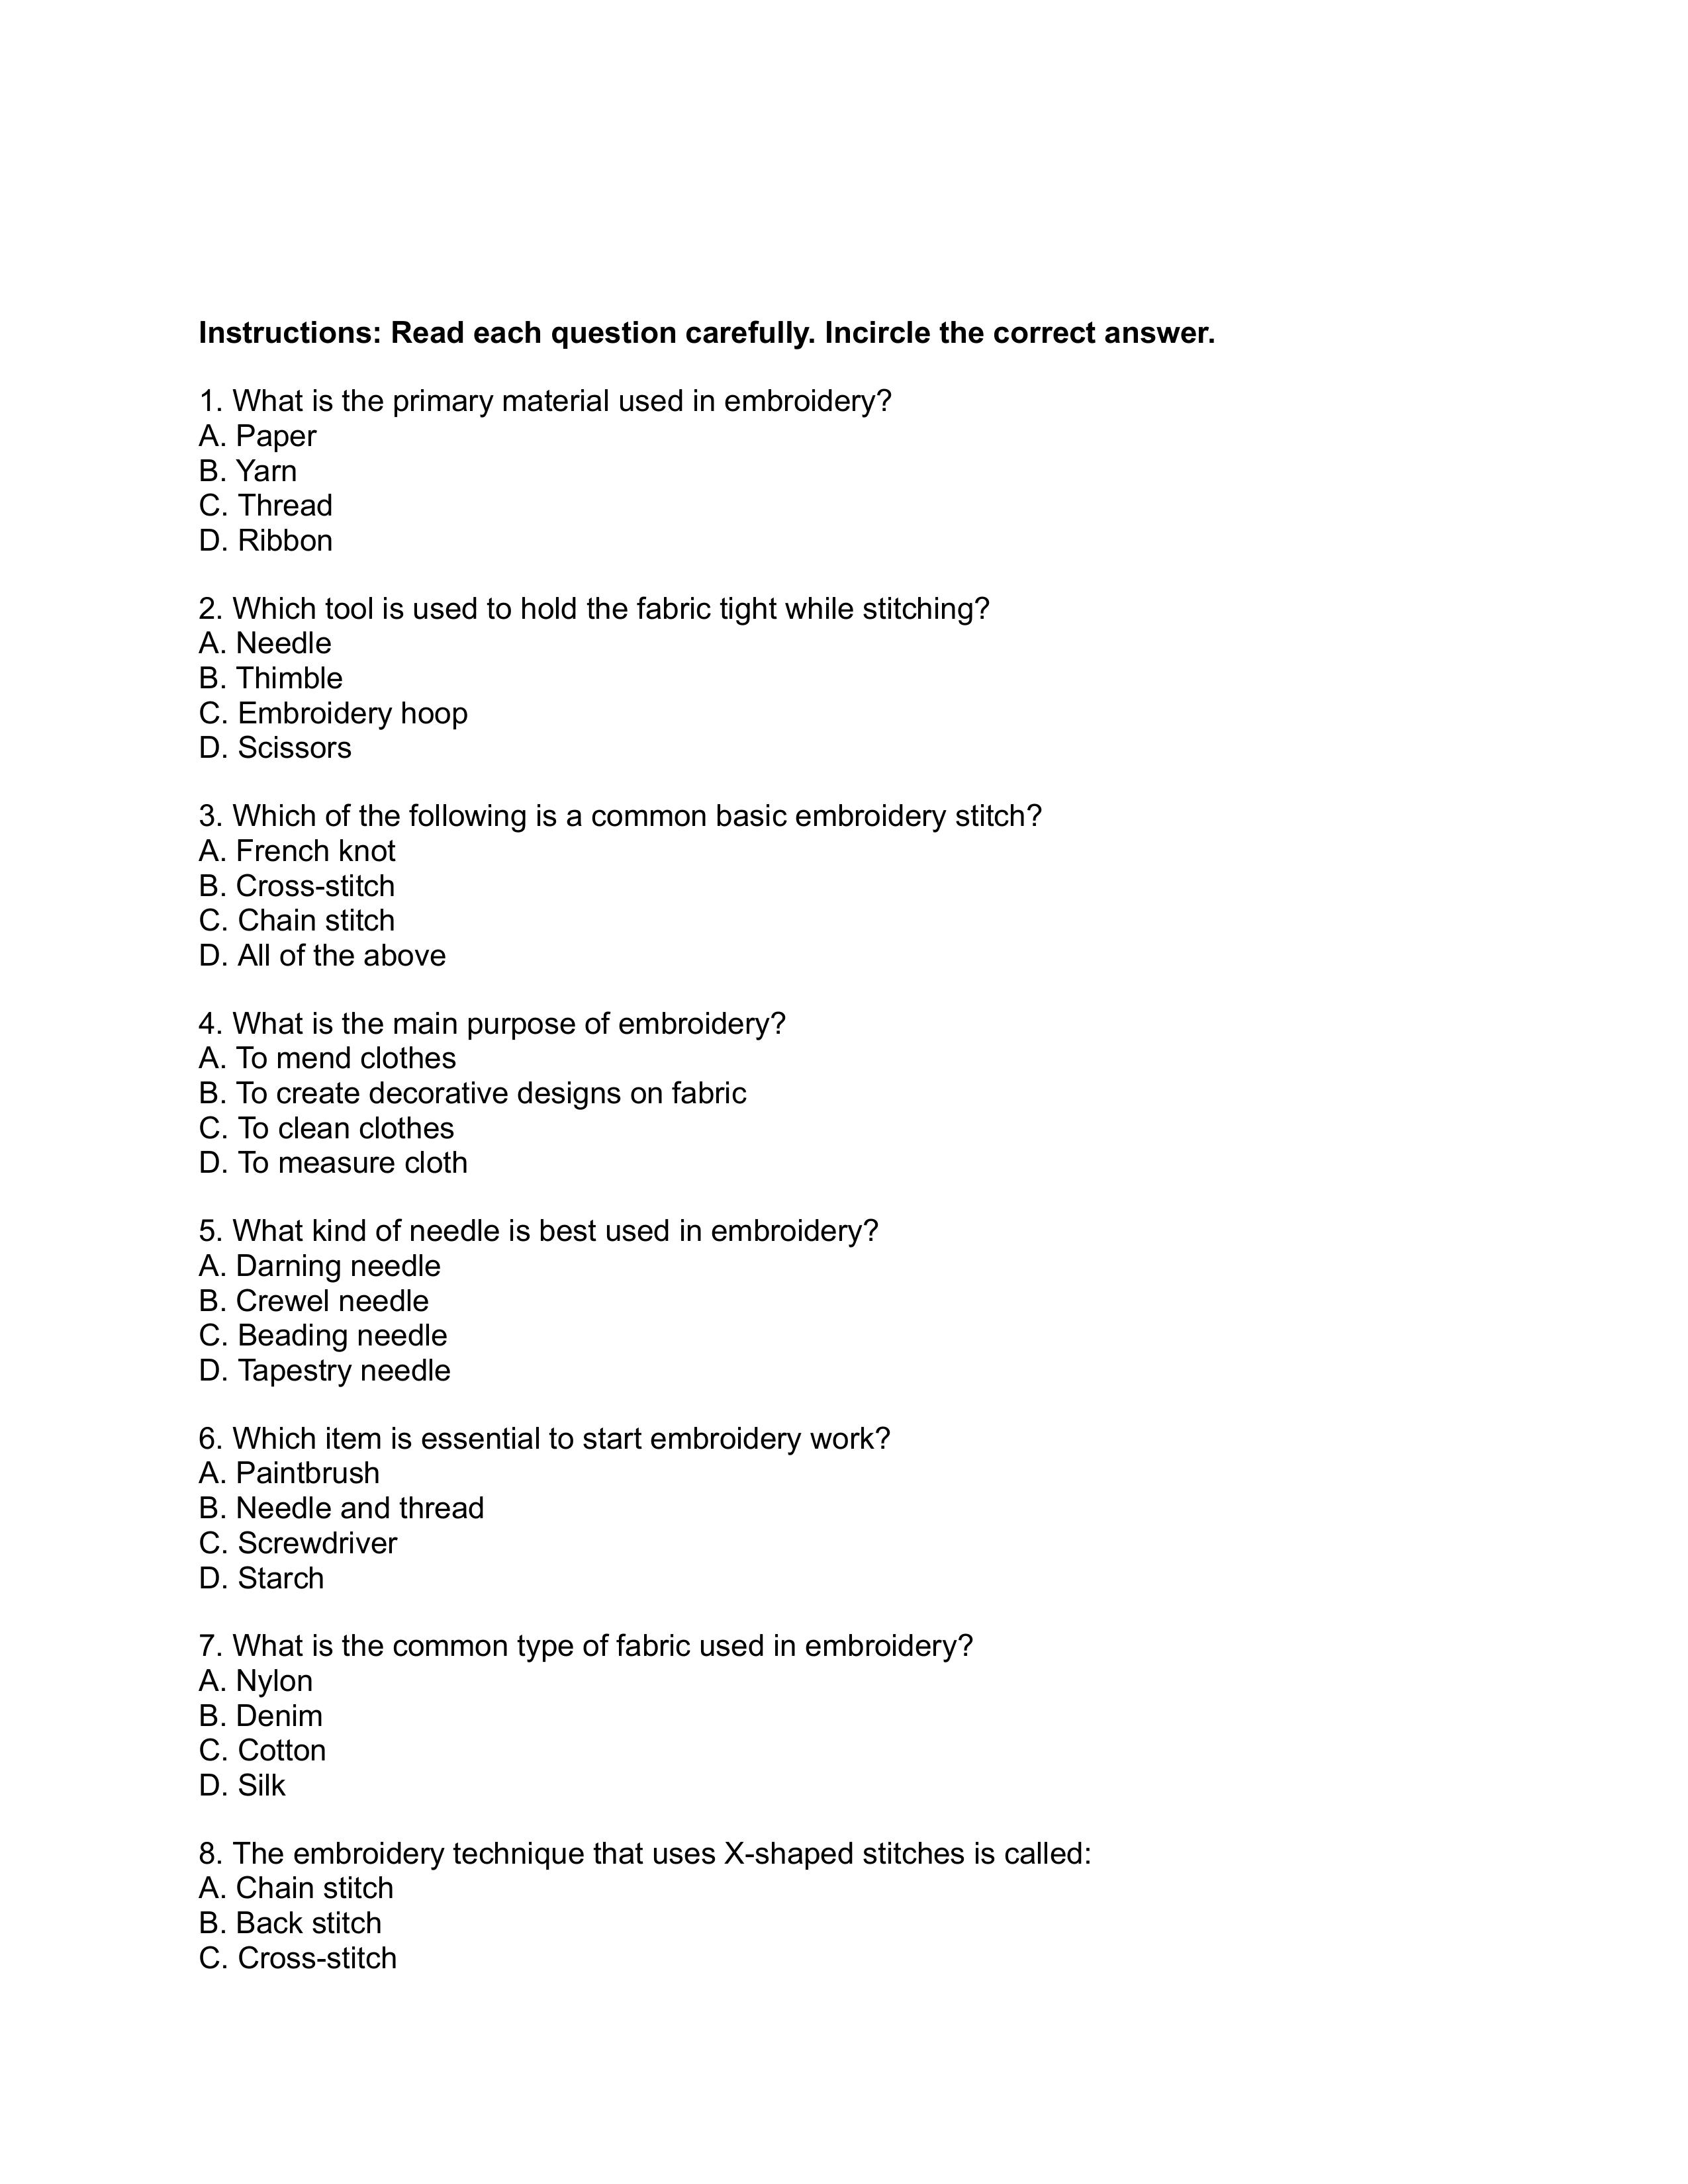 Instructions: Read each question carefully. Incircle the correct answer.
1. What is the primary material used in embroidery?
A. Paper
B. Yarn
C. Thread
D. Ribbon
2. Which tool is used to hold the fabric tight while stitching?
A. Needle
B. Thimble
C. Embroidery hoop
D. Scissors
3. Which of the following is a common basic embroidery stitch?
A. French knot
B. Cross-stitch
C. Chain stitch
D. All of the above
4. What is the main purpose of embroidery?
A. To mend clothes
B. To create decorative designs on fabric
C. To clean clothes
D. To measure cloth
5. What kind of needle is best used in embroidery?
A. Darning needle
B. Crewel needle
C. Beading needle
D. Tapestry needle
6. Which item is essential to start embroidery work?
A. Paintbrush
B. Needle and thread
C. Screwdriver
D. Starch
7. What is the common type of fabric used in embroidery?
A. Nylon
B. Denim
C. Cotton
D. Silk
8. The embroidery technique that uses X-shaped stitches is called:
A. Chain stitch
B. Back stitch
C. Cross-stitch